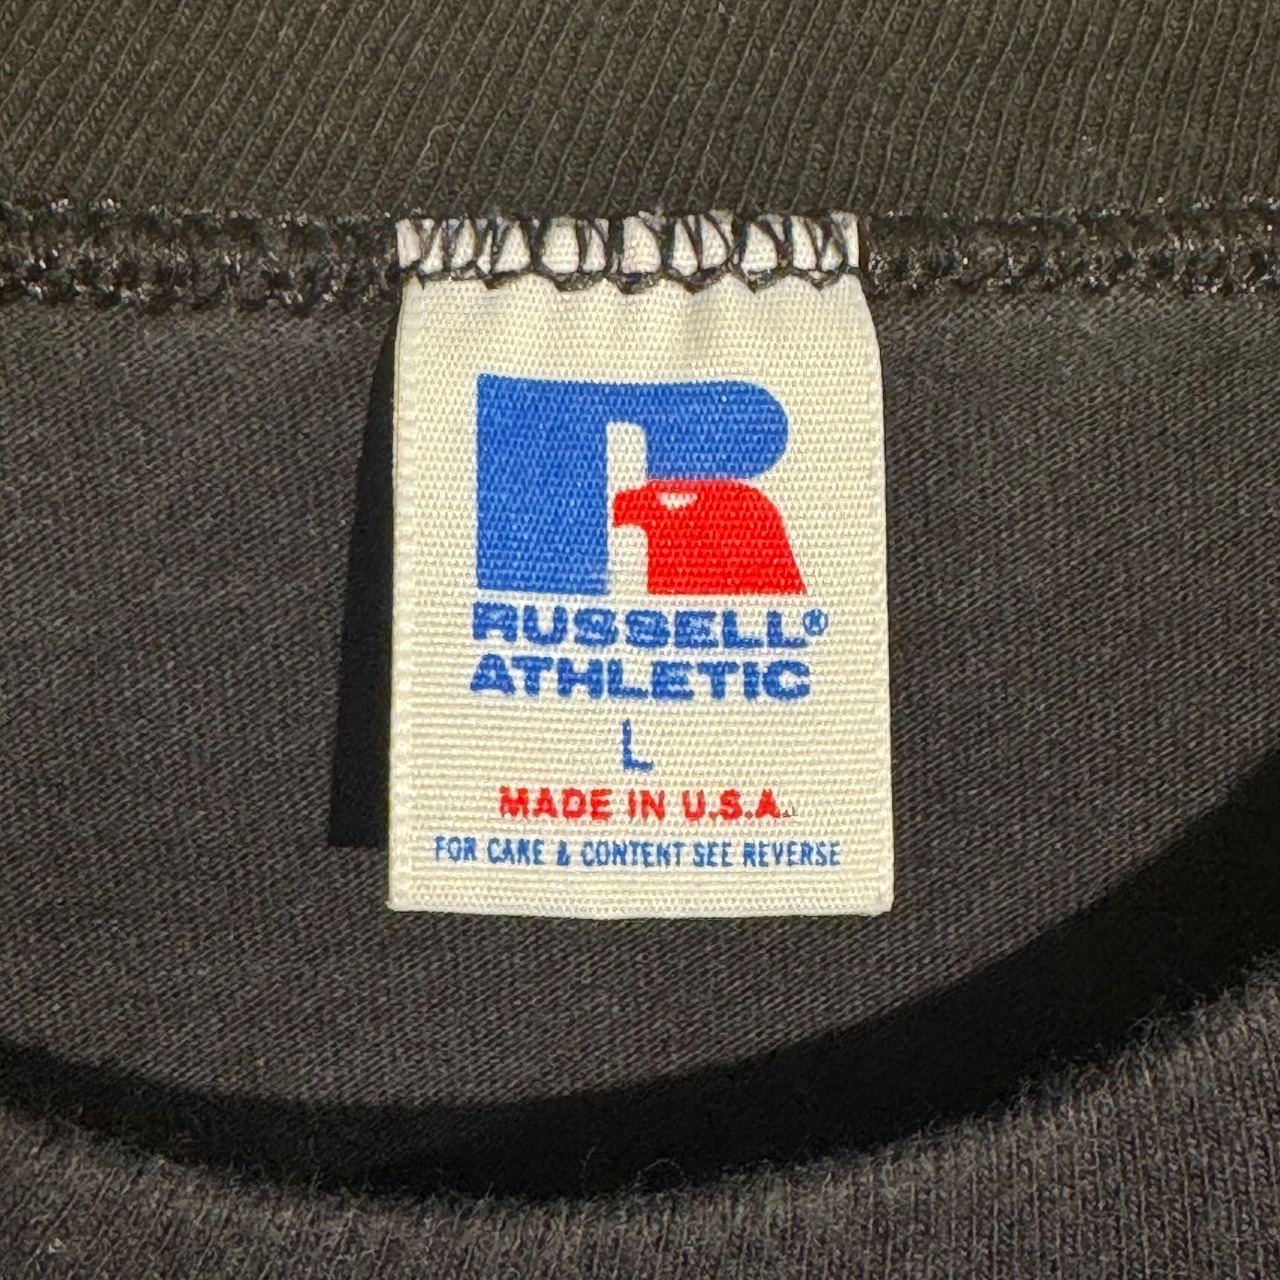 RUSSELL®
ATHLETIC
L
MADE IN U.S.A.
FOR CARE & CONTENT SEE REVERSE